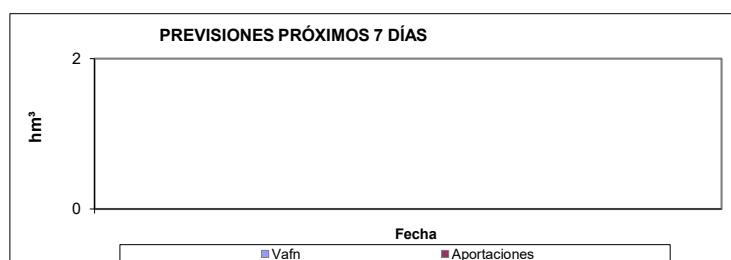 PREVISIONES PRÓXIMOS 7 DÍAS
2
hm³
0
Fecha
Vafn Aportaciones